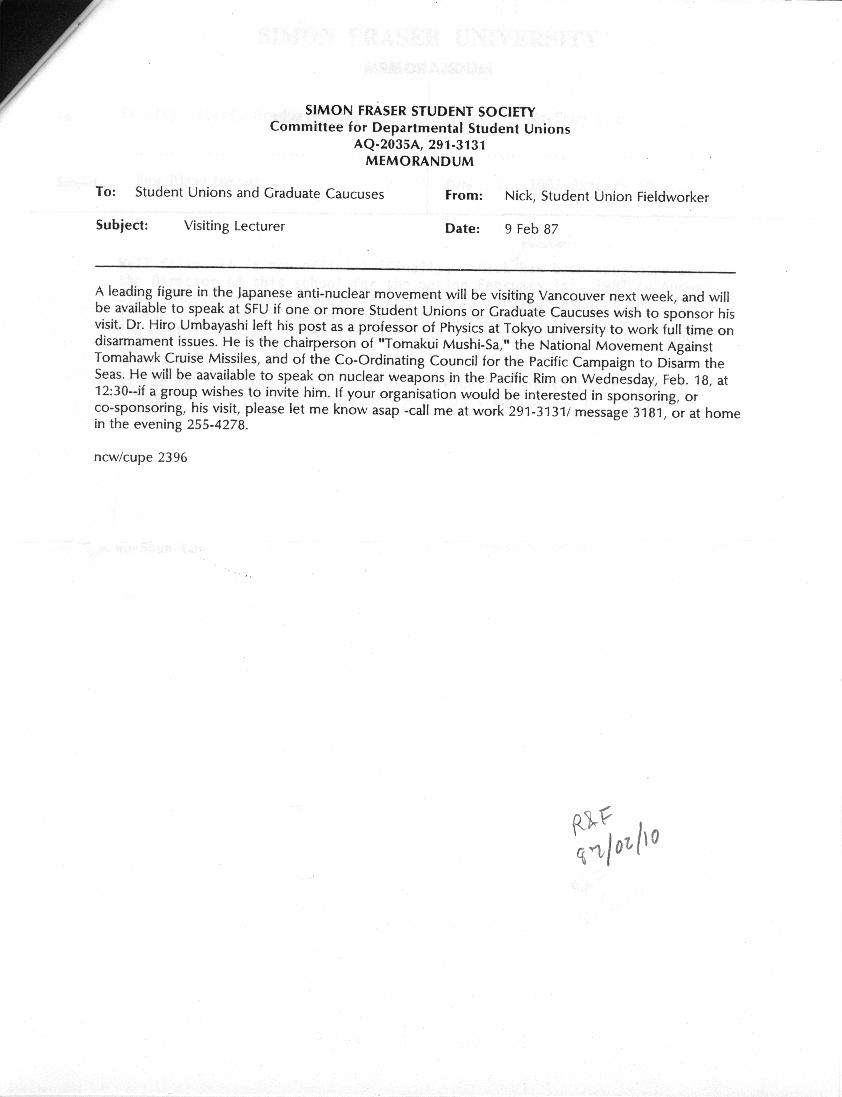 SIMON FRASER UNIVERSITY
MEMORANDUM
SIMON FRASER STUDENT SOCIETY
Committee for Departmental Student Unions
AQ-2035A, 291-3131
MEMORANDUM
To: Student Unions and Graduate Caucuses From: Nick, Student Union Fieldworker
Subject: Visiting Lecturer Date: 9 Feb 87
A leading figure in the Japanese anti-nuclear movement will be visiting Vancouver next week, and will
be available to speak at SFU if one or more Student Unions or Graduate Caucuses wish to sponsor his
visit. Dr. Hiro Umbayashi left his post as a professor of Physics at Tokyo university to work full time on
disarmament issues. He is the chairperson of "Tomakui Mushi-Sa," the National Movement Against
Tomahawk Cruise Missiles, and of the Co-Ordinating Council for the Pacific Campaign to Disarm the
Seas. He will be aavailable to speak on nuclear weapons in the Pacific Rim on Wednesday, Feb. 18, at
12:30--if a group wishes to invite him. If your organisation would be interested in sponsoring, or
co-sponsoring, his visit, please let me know asap -call me at work 291-3131/ message 3181, or at home
in the evening 255-4278.
ncw/cupe 2396
R&F
87/02/10